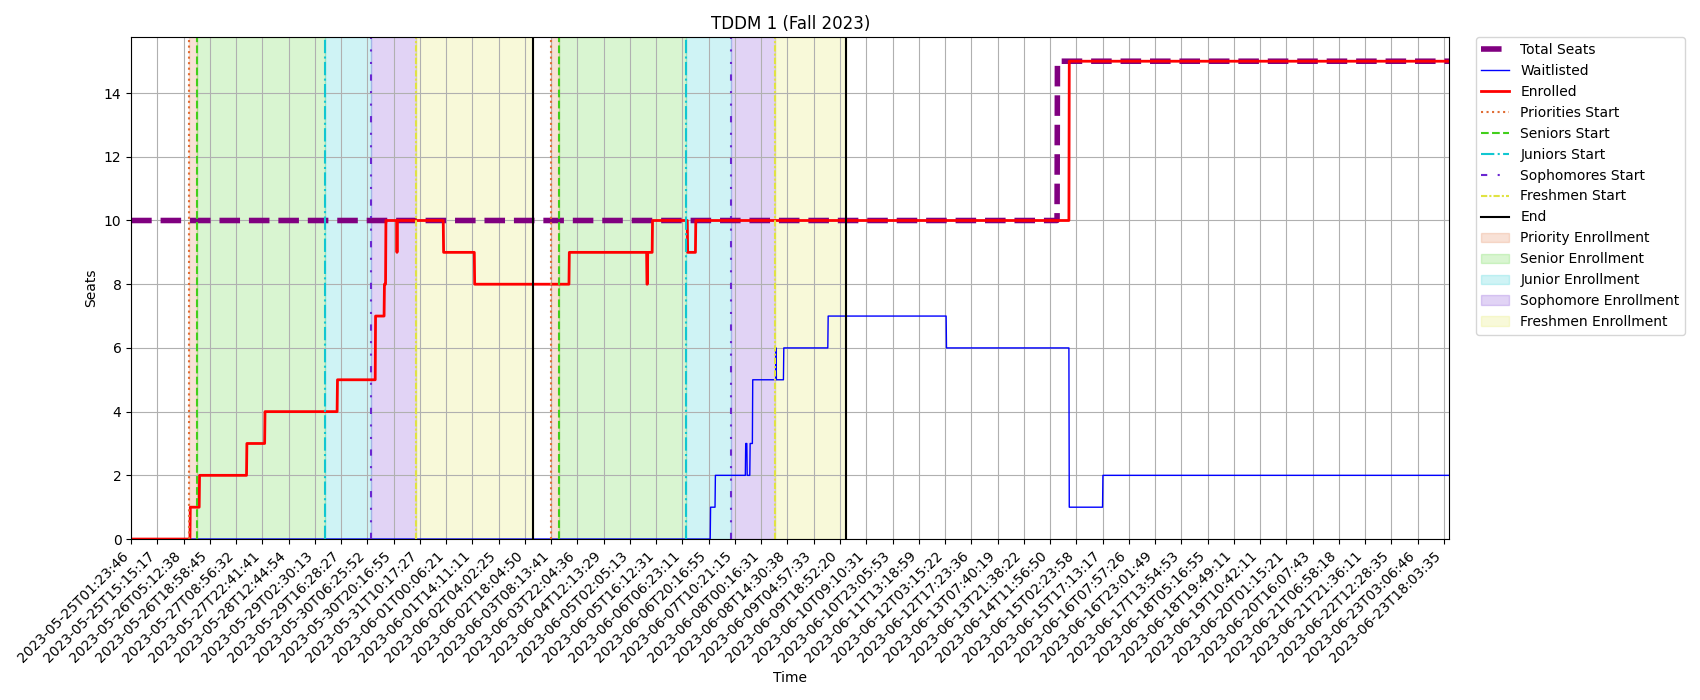 TDDM 1 (Fall 2023)
Total Seats
Waitlisted
Enrolled
Priorities Start
Seniors Start
Juniors Start
Sophomores Start
Freshmen Start
End
Priority Enrollment
Senior Enrollment
Junior Enrollment
Sophomore Enrollment
Freshmen Enrollment
Seats
14
12
10
8
6
4
2
0
2023-05-25T01:23:46
2023-05-25T15:15:17
2023-05-26T05:12:38
2023-05-26T18:58:45
2023-05-27T08:56:32
2023-05-27T22:41:41
2023-05-28T12:44:54
2023-05-29T02:30:13
2023-05-29T16:28:27
2023-05-30T06:25:52
2023-05-30T20:16:55
2023-05-31T10:17:27
2023-06-01T00:06:21
2023-06-01T14:11:11
2023-06-02T04:02:25
2023-06-02T18:04:50
2023-06-03T08:13:41
2023-06-03T22:04:36
2023-06-04T12:13:29
2023-06-05T02:05:13
2023-06-05T16:12:31
2023-06-06T06:23:11
2023-06-06T20:16:55
2023-06-07T10:21:15
2023-06-08T00:16:31
2023-06-08T14:30:38
2023-06-09T04:57:33
2023-06-09T18:52:20
2023-06-10T09:10:31
2023-06-10T23:05:53
2023-06-11T13:18:59
2023-06-12T03:15:22
2023-06-12T17:23:36
2023-06-13T07:40:19
2023-06-13T21:38:22
2023-06-14T11:56:50
2023-06-15T02:23:58
2023-06-15T17:13:17
2023-06-16T07:57:26
2023-06-16T23:01:49
2023-06-17T13:54:53
2023-06-18T05:16:55
2023-06-18T19:49:11
2023-06-19T10:42:11
2023-06-20T01:15:21
2023-06-20T16:07:43
2023-06-21T06:58:18
2023-06-21T21:36:11
2023-06-22T12:28:35
2023-06-23T03:06:46
2023-06-23T18:03:35
Time